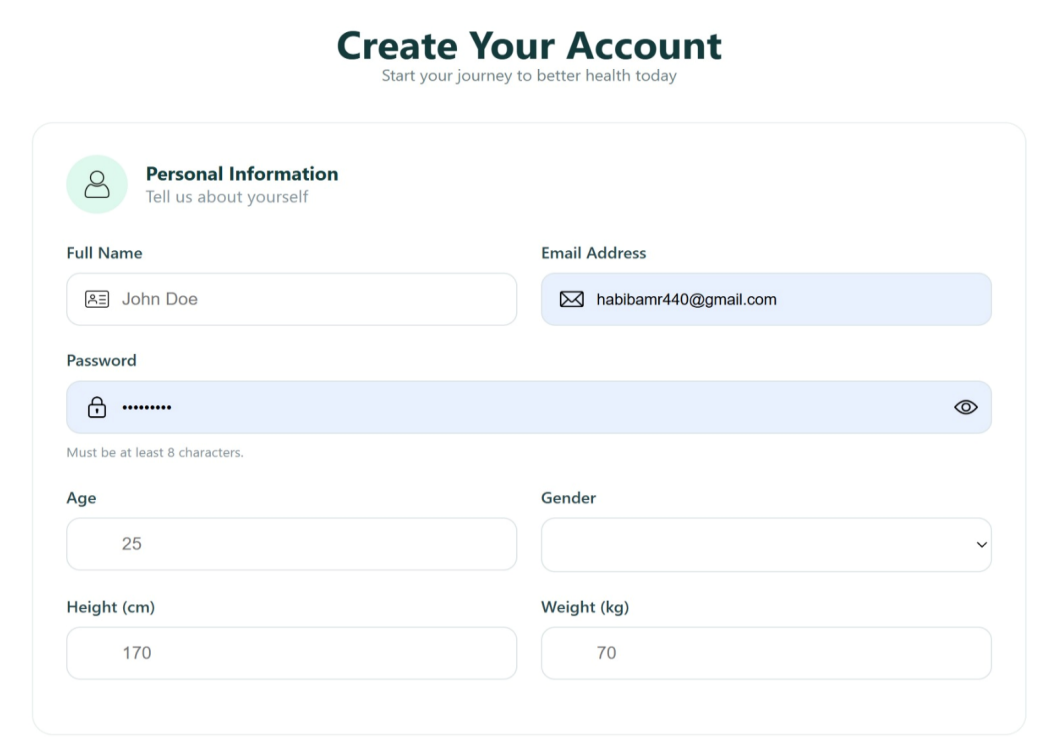 Create Your Account
Start your journey to better health today
Personal Information
Tell us about yourself
Full Name
Email Address
John Doe
habibamr440@gmail.com
Password
•••••••••
Must be at least 8 characters.
Age
Gender
25
Height (cm)
Weight (kg)
170
70